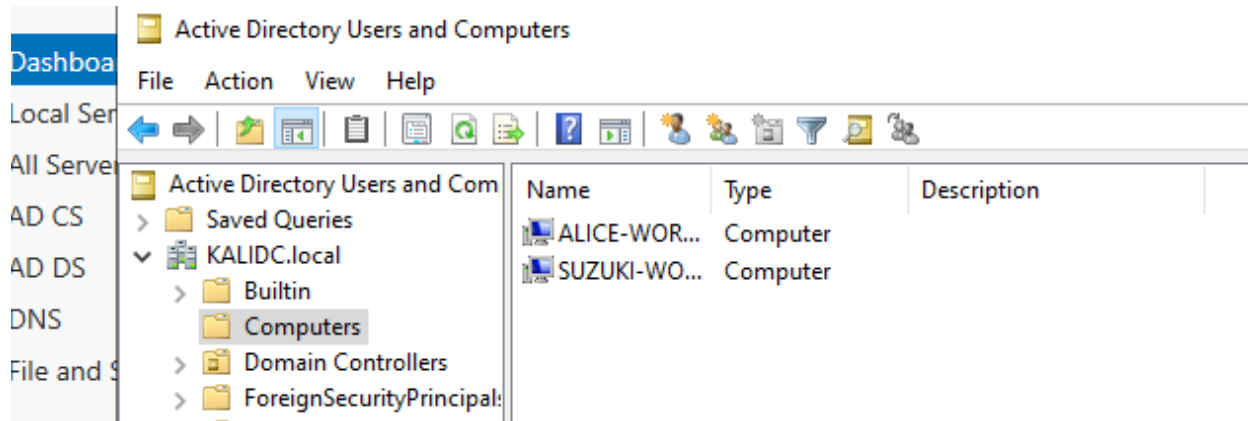 Active Directory Users and Computers
File Action View Help
Dashboa
Local Ser
All Server
AD CS
AD DS
DNS
File and S
Active Directory Users and Com
Saved Queries
KALIDC.local
Builtin
Computers
Domain Controllers
ForeignSecurityPrincipals
Name Type Description
ALICE-WOR... Computer
SUZUKI-WO... Computer